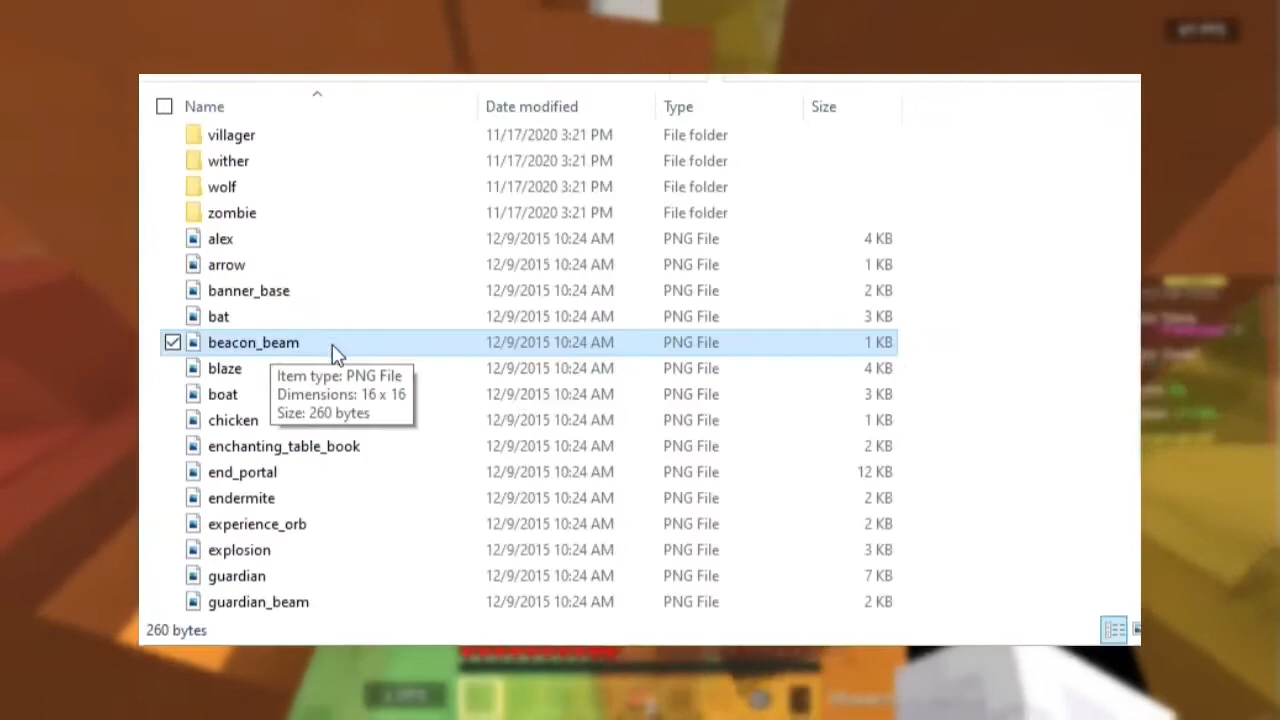 Name Date modified Type Size
villager 11/17/2020 3:21 PM File folder
wither 11/17/2020 3:21 PM File folder
wolf 11/17/2020 3:21 PM File folder
zombie 11/17/2020 3:21 PM File folder
alex 12/9/2015 10:24 AM PNG File 4 KB
arrow 12/9/2015 10:24 AM PNG File 1 KB
banner_base 12/9/2015 10:24 AM PNG File 2 KB
bat 12/9/2015 10:24 AM PNG File 3 KB
beacon_beam 12/9/2015 10:24 AM PNG File 1 KB
blaze 12/9/2015 10:24 AM PNG File 4 KB
Item type: PNG File
boat 12/9/2015 10:24 AM PNG File 3 KB
Dimensions: 16 x 16
Size: 260 bytes
chicken 12/9/2015 10:24 AM PNG File 1 KB
enchanting_table_book 12/9/2015 10:24 AM PNG File 2 KB
end_portal 12/9/2015 10:24 AM PNG File 12 KB
endermite 12/9/2015 10:24 AM PNG File 2 KB
experience_orb 12/9/2015 10:24 AM PNG File 2 KB
explosion 12/9/2015 10:24 AM PNG File 3 KB
guardian 12/9/2015 10:24 AM PNG File 7 KB
guardian_beam 12/9/2015 10:24 AM PNG File 2 KB
260 bytes